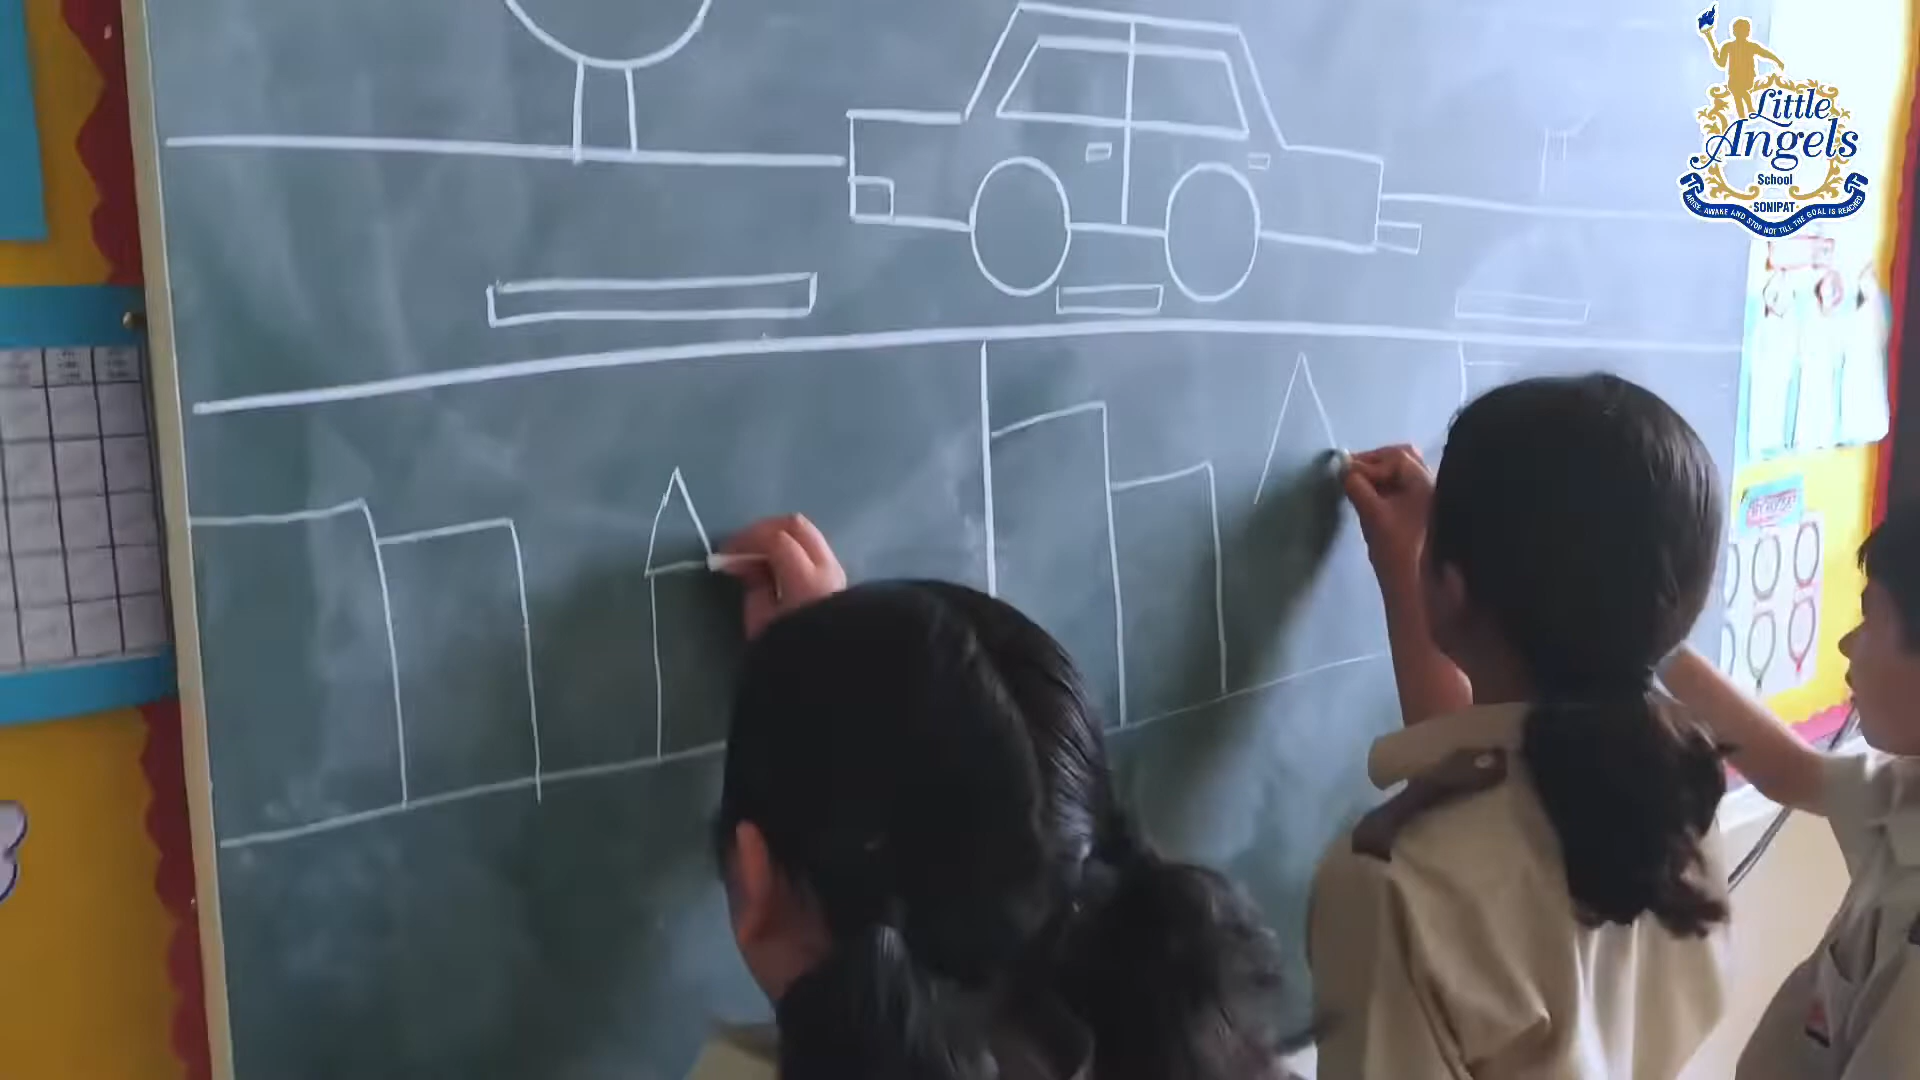 Little
Angels
School
SONIPAT
ARISE, AWAKE AND STOP NOT TILL THE GOAL IS REACHED